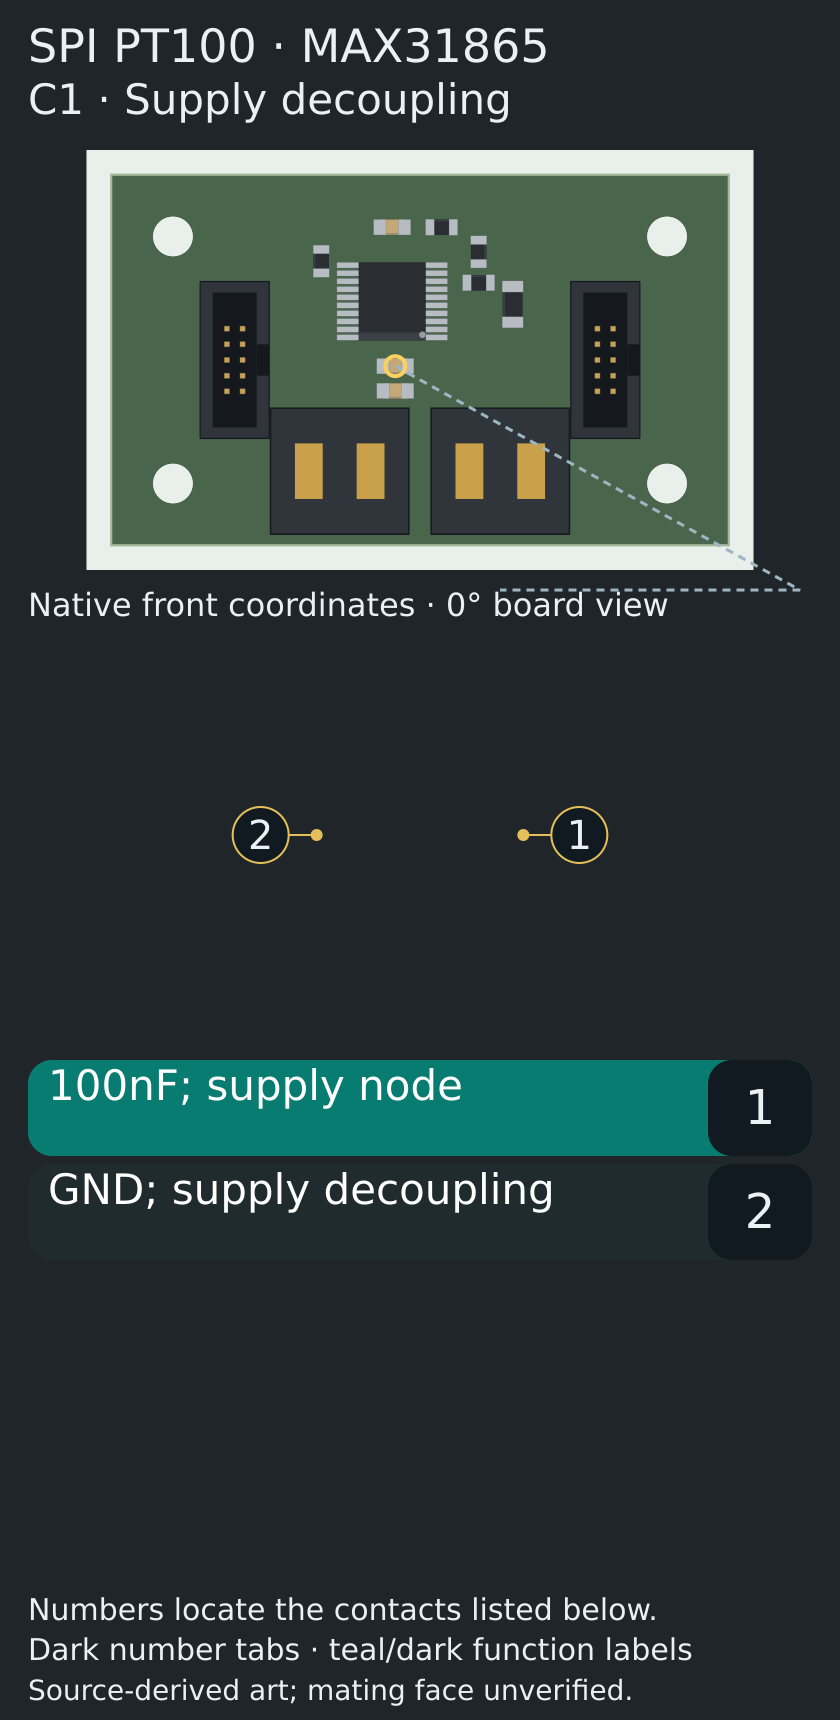 SPI PT100 · MAX31865
C1 · Supply decoupling
Native front coordinates · 0° board view
2
1
100nF; supply node
1
GND; supply decoupling
2
Numbers locate the contacts listed below.
Dark number tabs · teal/dark function labels
Source-derived art; mating face unverified.